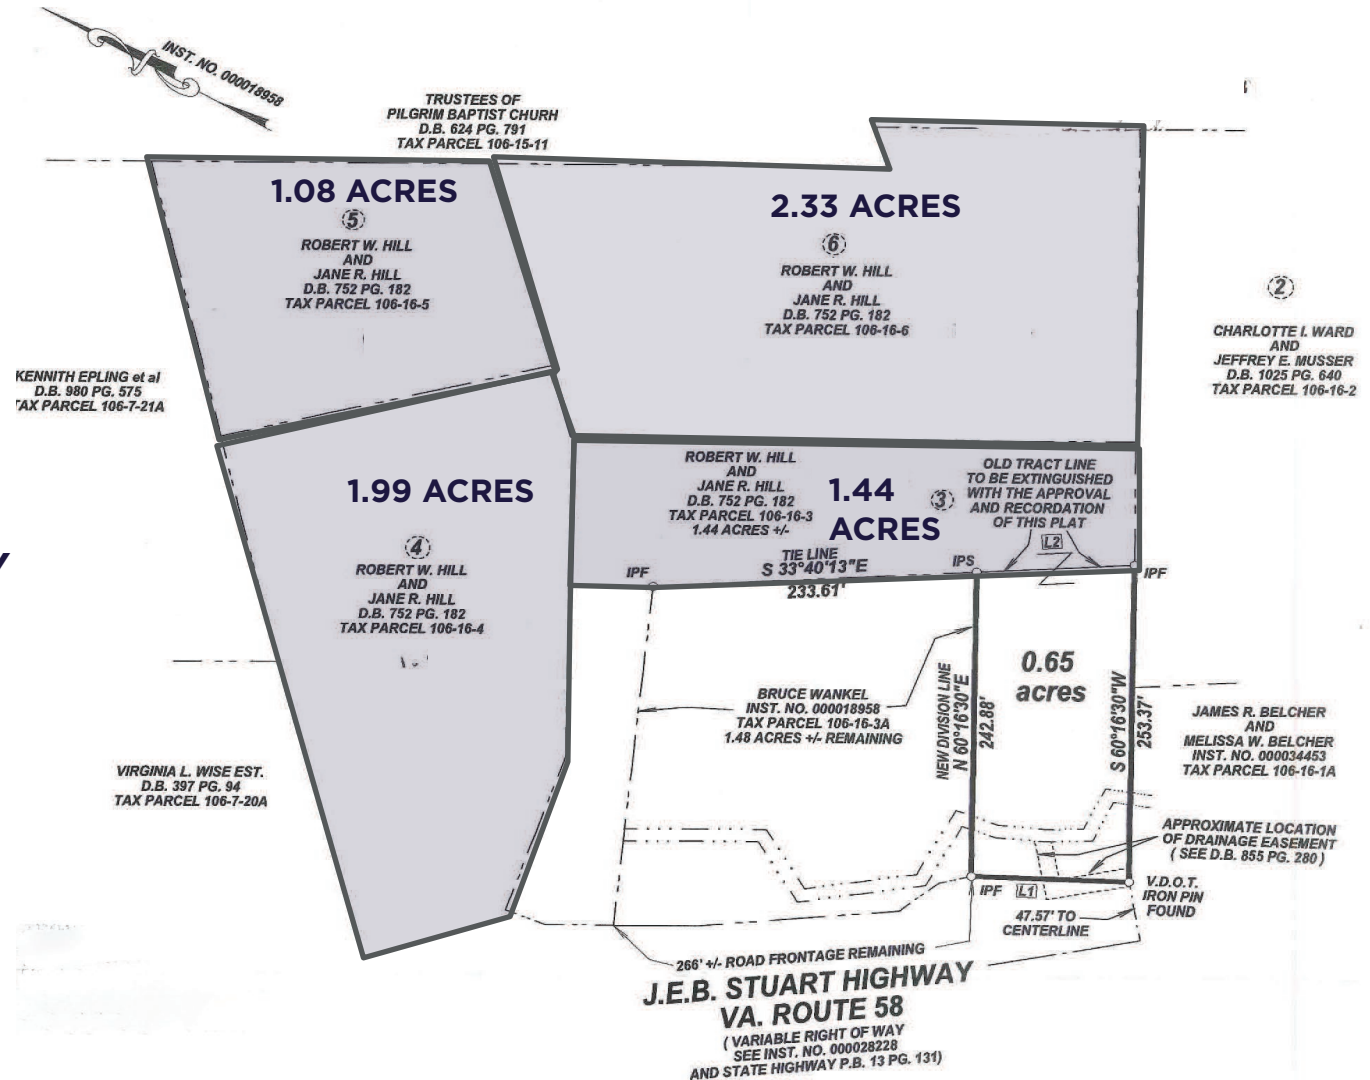 INST. NO. 000018958
TRUSTEES OF
PILGRIM BAPTIST CHURH
D.B. 624 PG. 791
TAX PARCEL 106-15-11
1.08 ACRES
5
ROBERT W. HILL
AND
JANE R. HILL
D.B. 752 PG. 182
TAX PARCEL 106-16-5
2.33 ACRES
6
ROBERT W. HILL
AND
JANE R. HILL
D.B. 752 PG. 182
TAX PARCEL 106-16-6
2
CHARLOTTE I. WARD
AND
JEFFREY E. MUSSER
D.B. 1025 PG. 640
TAX PARCEL 106-16-2
KENNITH EPLING et al
D.B. 980 PG. 575
TAX PARCEL 106-7-21A
1.99 ACRES
4
ROBERT W. HILL
AND
JANE R. HILL
D.B. 752 PG. 182
TAX PARCEL 106-16-4
ROBERT W. HILL
AND
JANE R. HILL
D.B. 752 PG. 182
TAX PARCEL 106-16-3
1.44 ACRES +/-
1.44
ACRES
3
OLD TRACT LINE
TO BE EXTINGUISHED
WITH THE APPROVAL
AND RECORDATION
OF THIS PLAT
L2
IPF
TIE LINE
S 33°40'13"E
233.61'
IPS
IPF
BRUCE WANKEL
INST. NO. 000018958
TAX PARCEL 106-16-3A
1.48 ACRES +/- REMAINING
NEW DIVISION LINE
N 60°16'30"E
242.88'
0.65
acres
S 60°16'30"W
253.37'
JAMES R. BELCHER
AND
MELISSA W. BELCHER
INST. NO. 000034453
TAX PARCEL 106-16-1A
VIRGINIA L. WISE EST.
D.B. 397 PG. 94
TAX PARCEL 106-7-20A
APPROXIMATE LOCATION
OF DRAINAGE EASEMENT
( SEE D.B. 855 PG. 280 )
IPF
L1
V.D.O.T.
IRON PIN
FOUND
47.57' TO
CENTERLINE
266' +/- ROAD FRONTAGE REMAINING
J.E.B. STUART HIGHWAY
VA. ROUTE 58
( VARIABLE RIGHT OF WAY
SEE INST. NO. 000028228
AND STATE HIGHWAY P.B. 13 PG. 131)